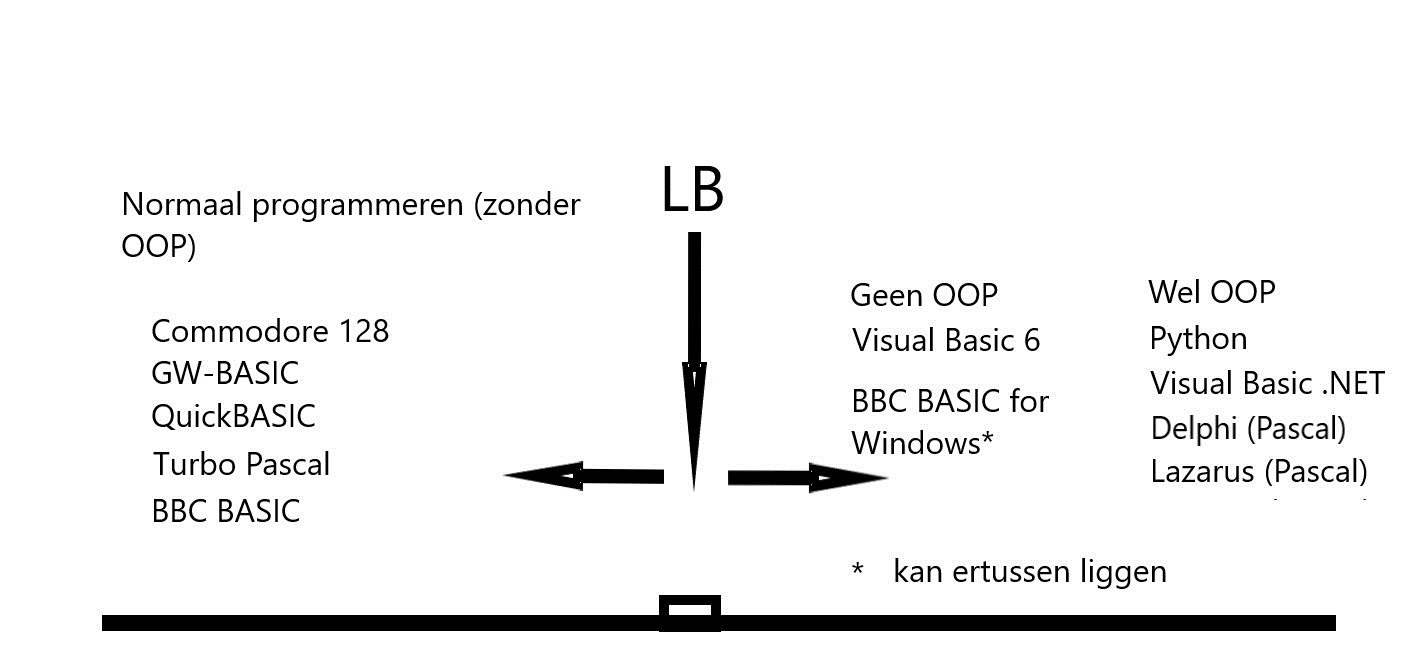 LB
Normaal programmeren (zonder
OOP)
Commodore 128
GW-BASIC
QuickBASIC
Turbo Pascal
BBC BASIC
Geen OOP
Visual Basic 6
BBC BASIC for
Windows*
Wel OOP
Python
Visual Basic .NET
Delphi (Pascal)
Lazarus (Pascal)
* kan ertussen liggen